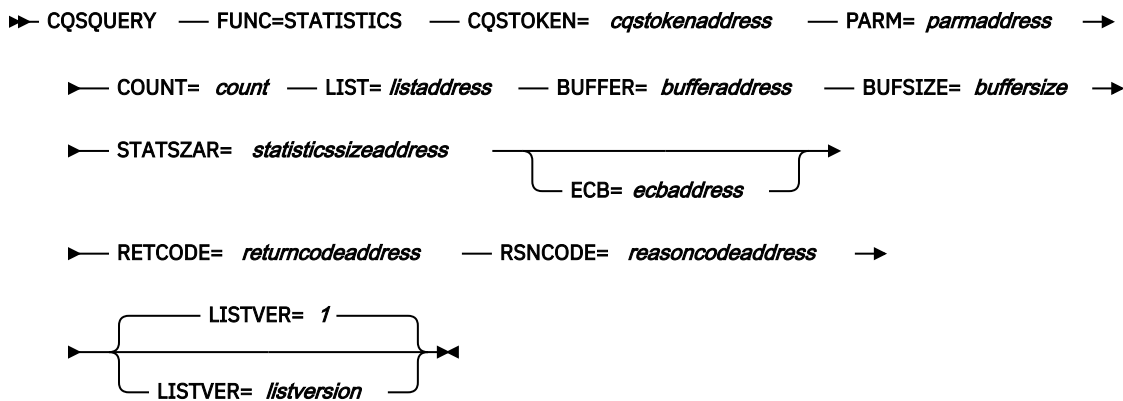 CQSQUERY FUNC=STATISTICS CQSTOKEN= cqstokenaddress PARM= parmaddress
COUNT= count LIST= listaddress BUFFER= bufferaddress BUFSIZE= buffersize
STATSZAR= statisticssizeaddress
ECB= ecbaddress
RETCODE= returncodeaddress RSNCODE= reasoncodeaddress
LISTVER= 1
LISTVER= listversion